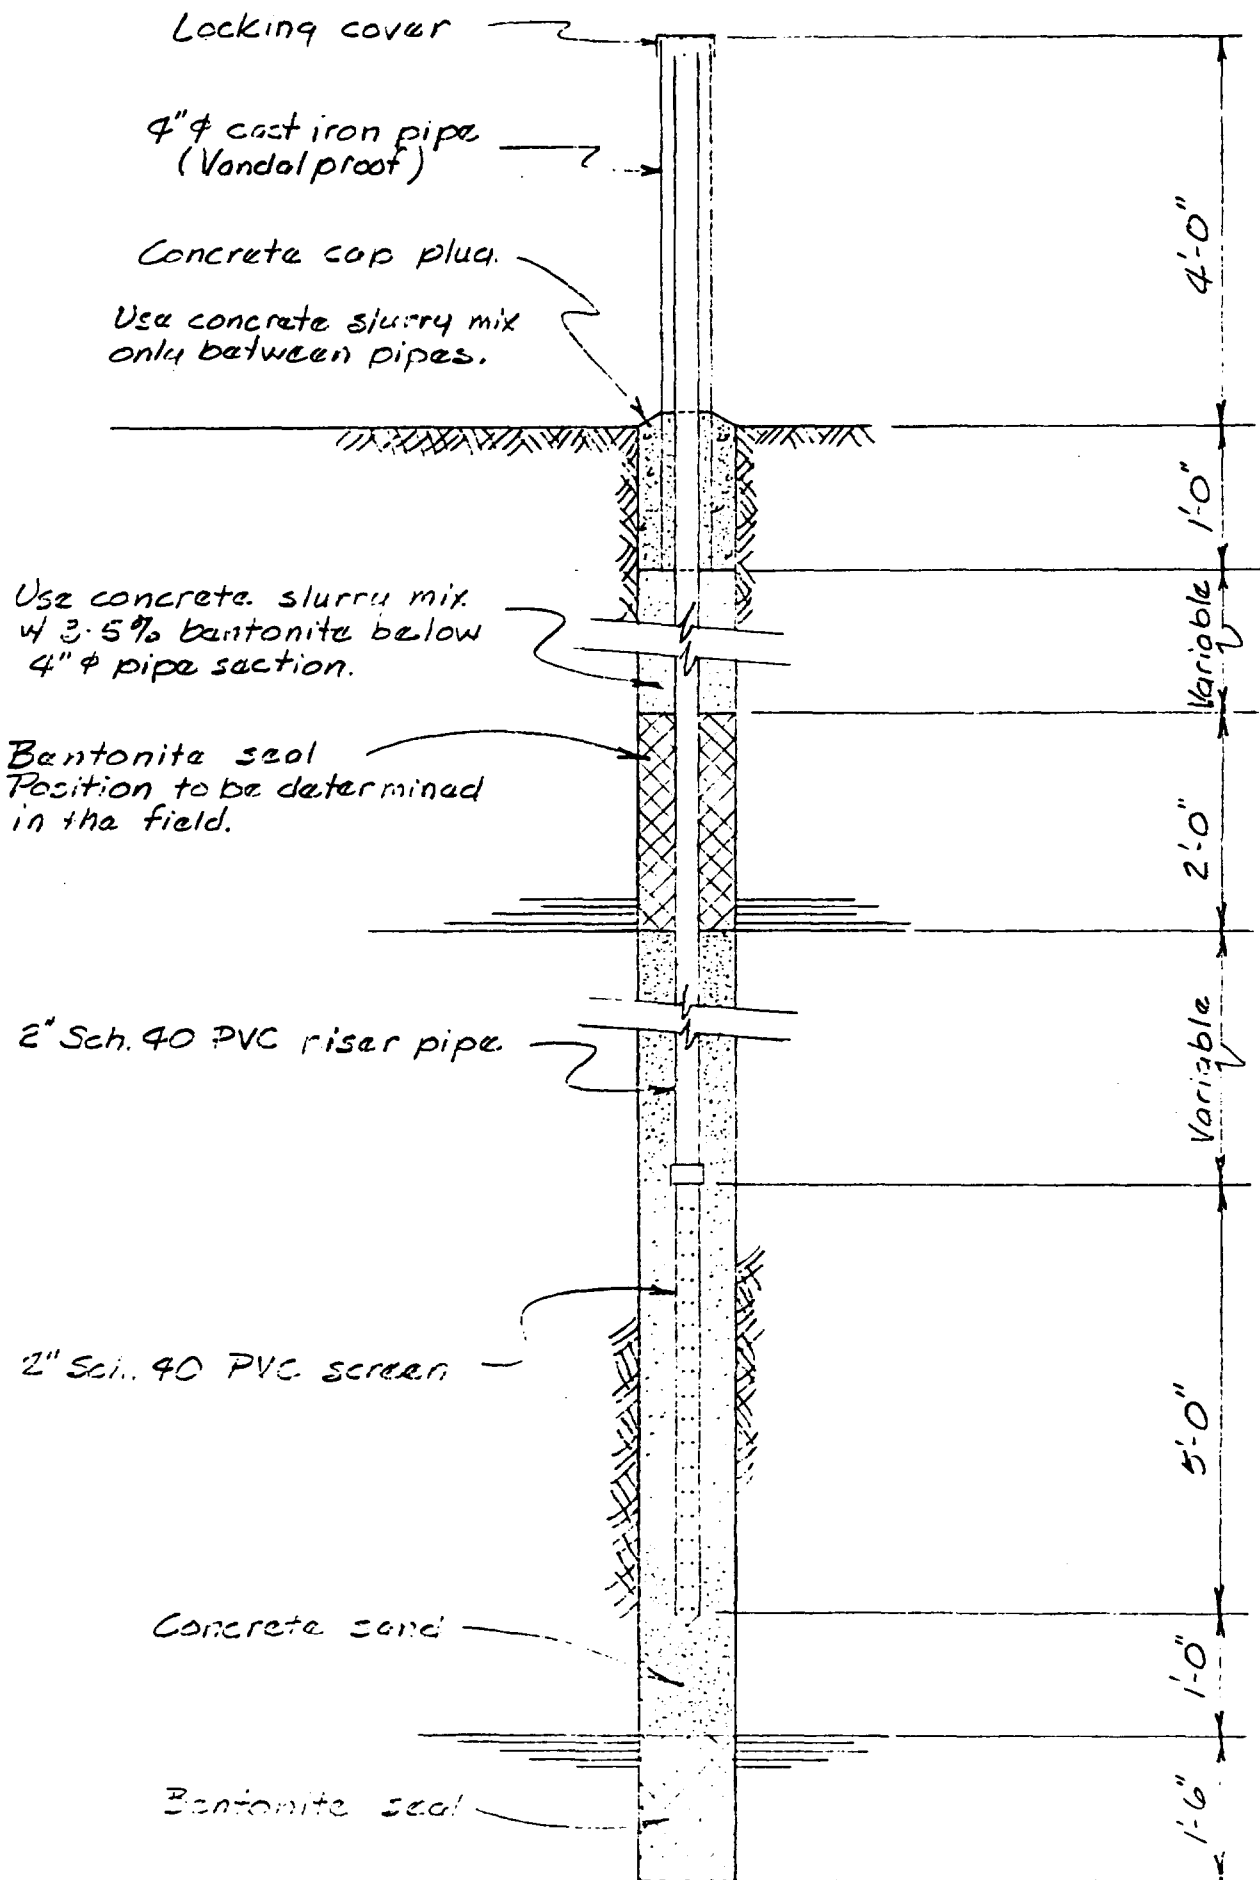 Locking cover
4"φ cast iron pipe
(Vandal proof)
Concrete cap plug.
Use concrete slurry mix
only between pipes.
4'-0"
1'-0"
Use concrete slurry mix
w/ 3-5% bentonite below
4"φ pipe section.
Variable
Bentonite seal
Position to be determined
in the field.
2'-0"
2" Sch. 40 PVC riser pipe
Variable
2" Sch. 40 PVC screen
5'-0"
Concrete sand
1'-0"
Bentonite seal
1'-6"